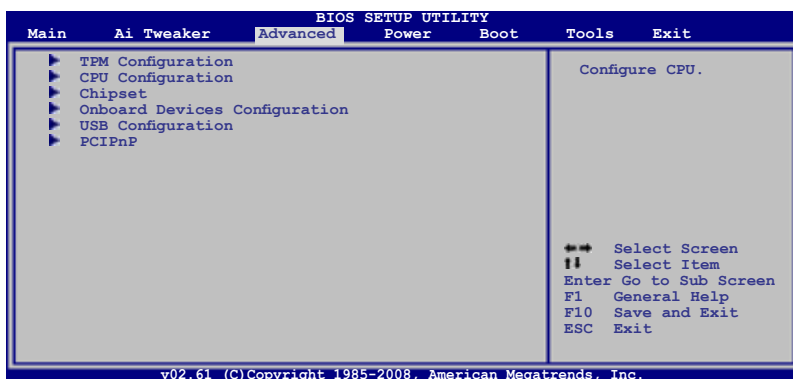 BIOS SETUP UTILITY
Main Ai Tweaker Advanced Power Boot Tools Exit
TPM Configuration
CPU Configuration
Chipset
Onboard Devices Configuration
USB Configuration
PCIPnP
Configure CPU.
Select Screen
Select Item
Enter Go to Sub Screen
F1 General Help
F10 Save and Exit
ESC Exit
v02.61 (C)Copyright 1985-2008, American Megatrends, Inc.